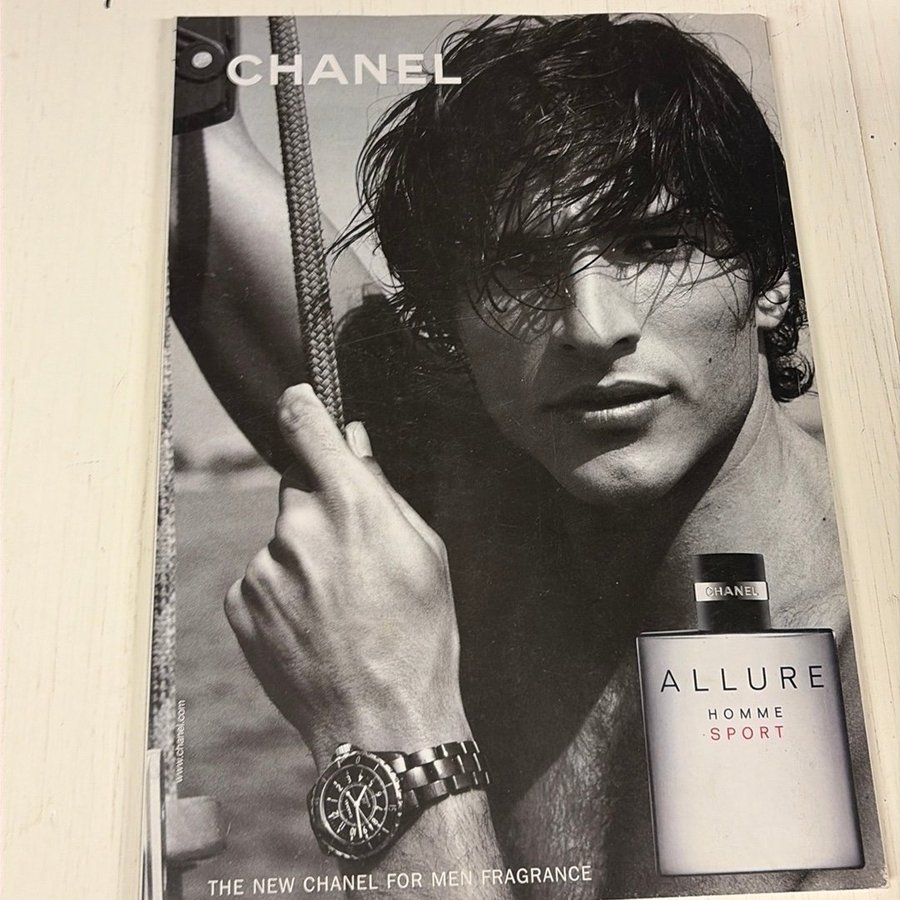 CHANEL
CHANEL
ALLURE
HOMME
SPORT
www.chanel.com
THE NEW CHANEL FOR MEN FRAGRANCE